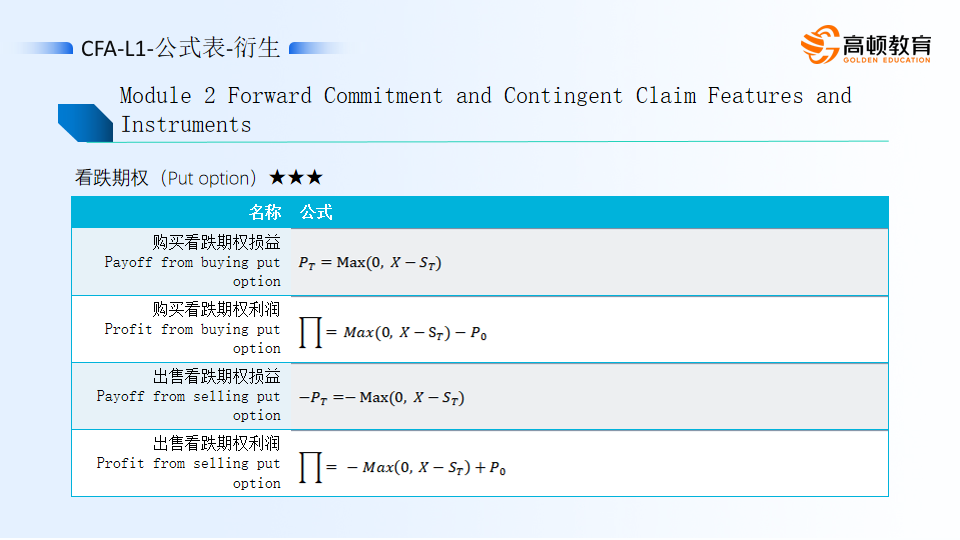 CFA-L1-公式表-衍生
高顿教育
GOLDEN EDUCATION
Module 2 Forward Commitment and Contingent Claim Features and
Instruments
看跌期权（Put option）★★★
名称 公式
购买看跌期权损益
Payoff from buying put
option
P_T = Max(0, X − S_T)
购买看跌期权利润
Profit from buying put
option
∏ = Max(0, X − S_T) − P_0
出售看跌期权损益
Payoff from selling put
option
−P_T = − Max(0, X − S_T)
出售看跌期权利润
Profit from selling put
option
∏ = − Max(0, X − S_T) + P_0